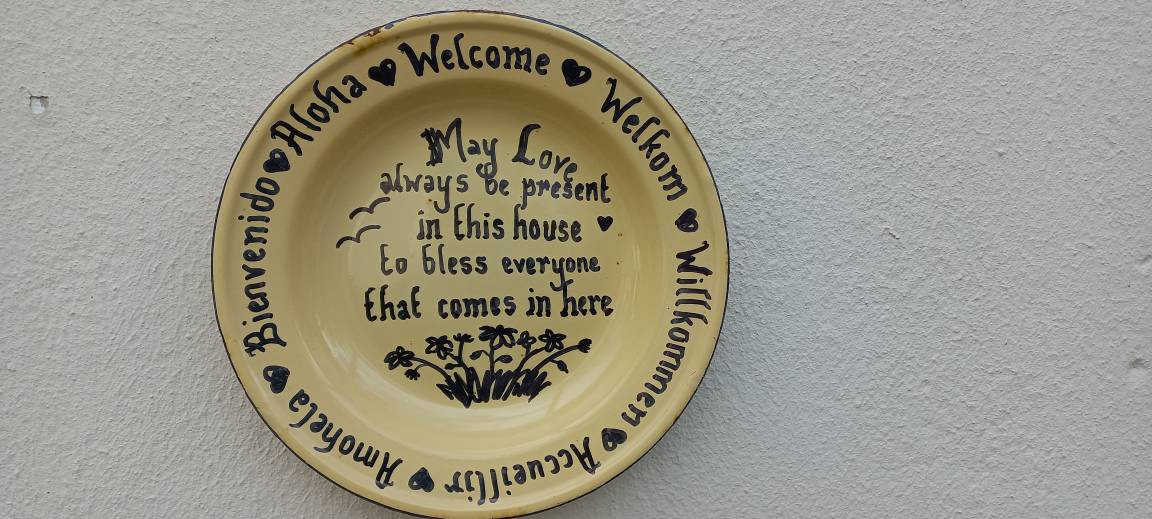 Welcome
Welkom
Willkommen
Accueillir
Amohela
Bienvenido
Aloha
May Love
always be present
in this house
to bless everyone
that comes in here